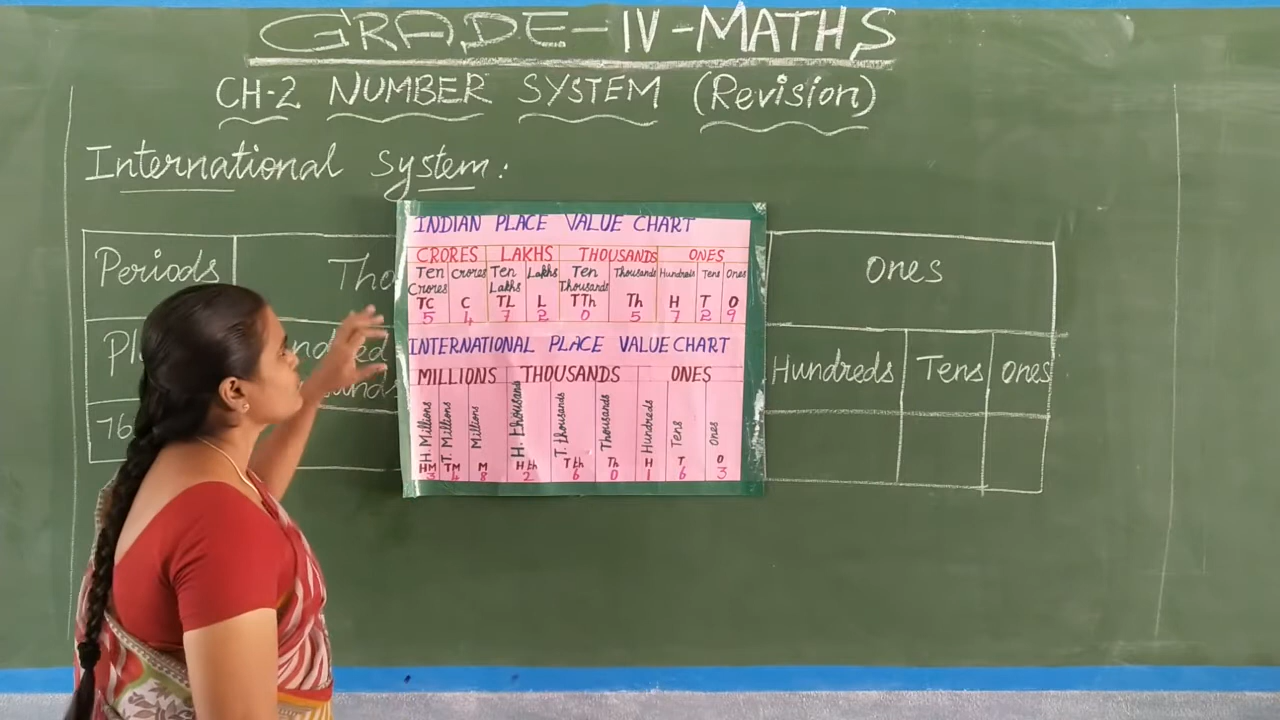 GRADE-IV-MATHS
CH-2 NUMBER SYSTEM (Revision)
International System:
Periods Tho Ones
Hundreds Tens Ones
76
INDIAN PLACE VALUE CHART
CRORES LAKHS THOUSANDS ONES
Ten Crores Crores Ten Lakhs Lakhs Ten Thousands Thousands Hundreds Tens Ones
TC C TL L TTh Th H T O
5 4 7 2 0 5 7 2 9
INTERNATIONAL PLACE VALUE CHART
MILLIONS THOUSANDS ONES
H. Millions T. Millions Millions H. thousands T. thousands Thousands Hundreds Tens Ones
HM TM M H th T th Th H T O
3 4 8 2 6 0 1 6 3